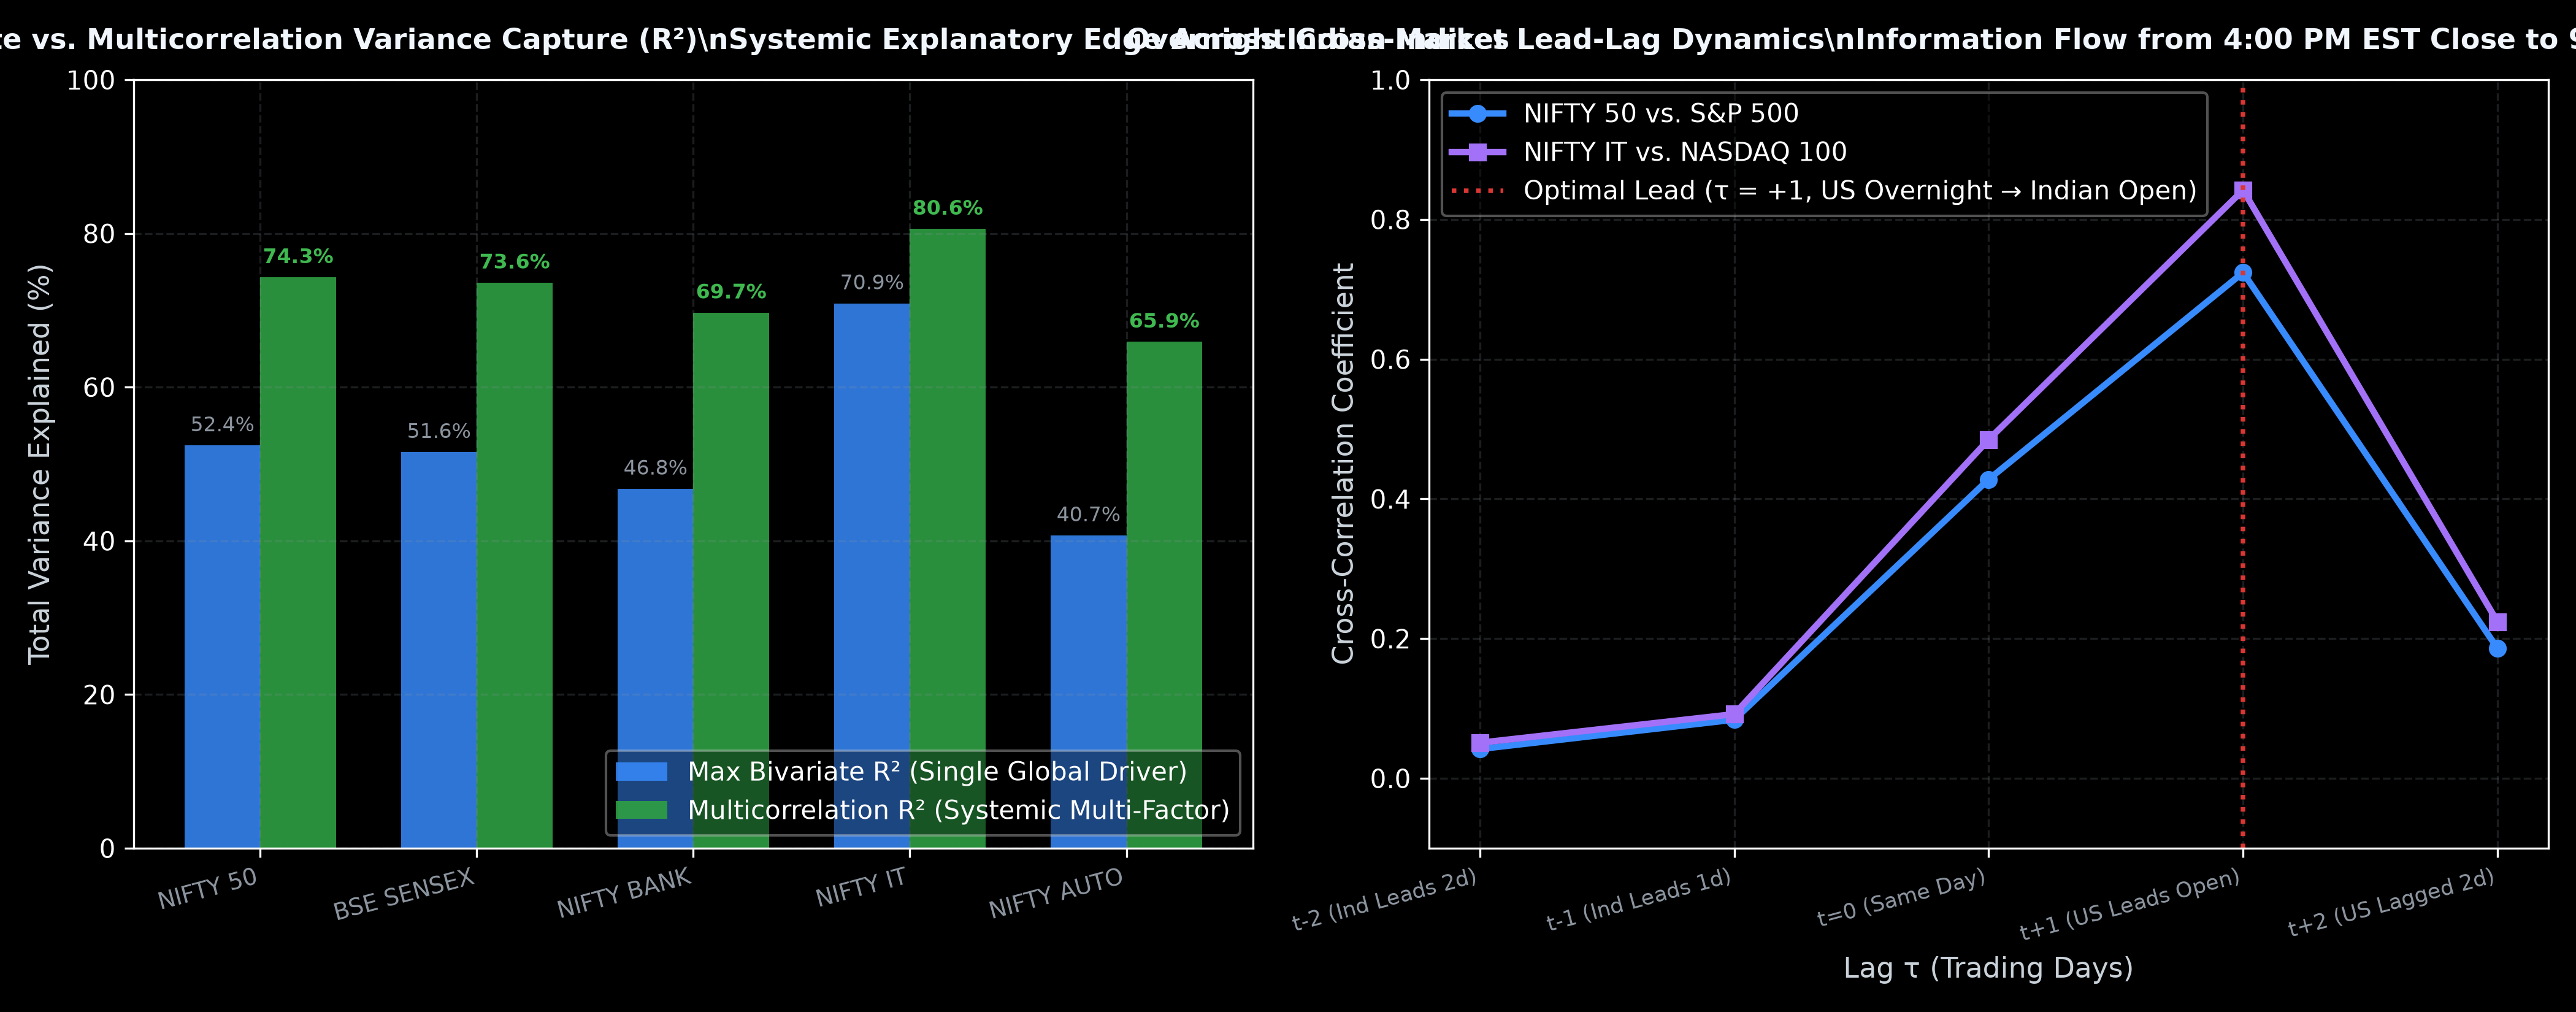 te vs. Multicorrelation Variance Capture (R²)\nSystemic Explanatory Edge Across Indian Markets
Overnight Cross-Market Lead-Lag Dynamics\nInformation Flow from 4:00 PM EST Close to 9
Total Variance Explained (%)
100
80
60
40
20
0
52.4%
74.3%
51.6%
73.6%
46.8%
69.7%
70.9%
80.6%
40.7%
65.9%
Max Bivariate R² (Single Global Driver)
Multicorrelation R² (Systemic Multi-Factor)
NIFTY 50
BSE SENSEX
NIFTY BANK
NIFTY IT
NIFTY AUTO
Cross-Correlation Coefficient
1.0
0.8
0.6
0.4
0.2
0.0
NIFTY 50 vs. S&P 500
NIFTY IT vs. NASDAQ 100
Optimal Lead (τ = +1, US Overnight → Indian Open)
t-2 (Ind Leads 2d)
t-1 (Ind Leads 1d)
t=0 (Same Day)
t+1 (US Leads Open)
t+2 (US Lagged 2d)
Lag τ (Trading Days)